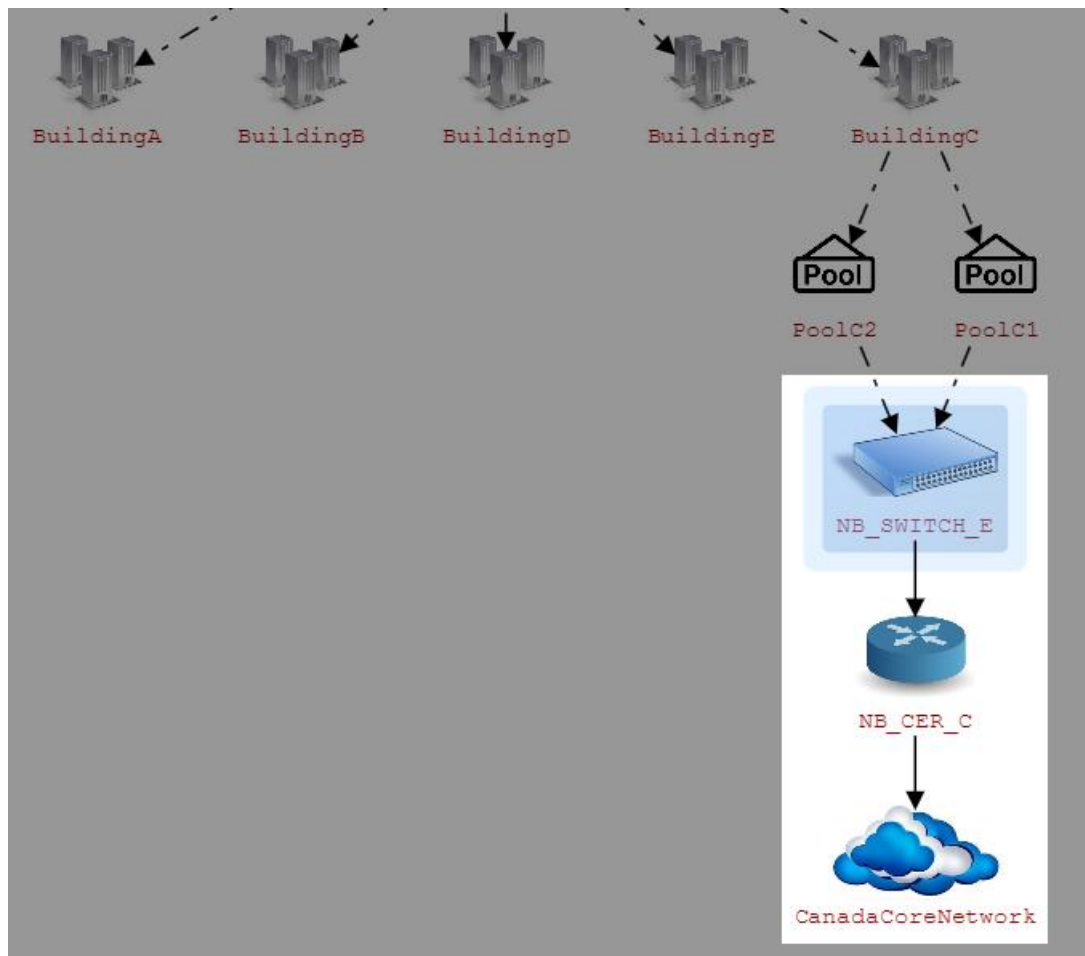 BuildingA BuildingB BuildingD BuildingE BuildingC
Pool Pool
PoolC2 PoolC1
NB_SWITCH_E
NB_CER_C
CanadaCoreNetwork